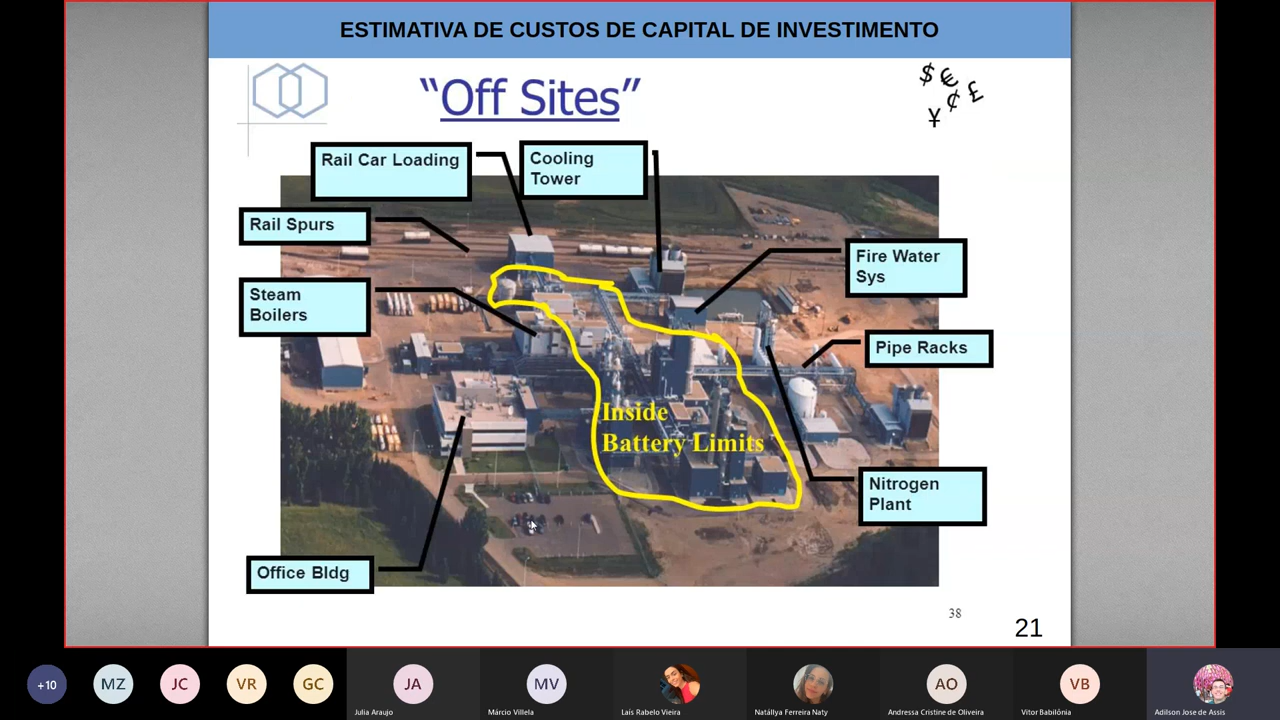 ESTIMATIVA DE CUSTOS DE CAPITAL DE INVESTIMENTO
“Off Sites”
$ € ¢ £ ¥
Rail Car Loading
Cooling
Tower
Rail Spurs
Fire Water
Sys
Steam
Boilers
Pipe Racks
Inside
Battery Limits
Nitrogen
Plant
Office Bldg
38
21
+10
MZ
JC
VR
GC
JA
MV
AO
VB
Julia Araujo
Márcio Villela
Laís Rabelo Vieira
Natállya Ferreira Naty
Andressa Cristine de Oliveira
Vitor Babilônia
Adilson Jose de Assis